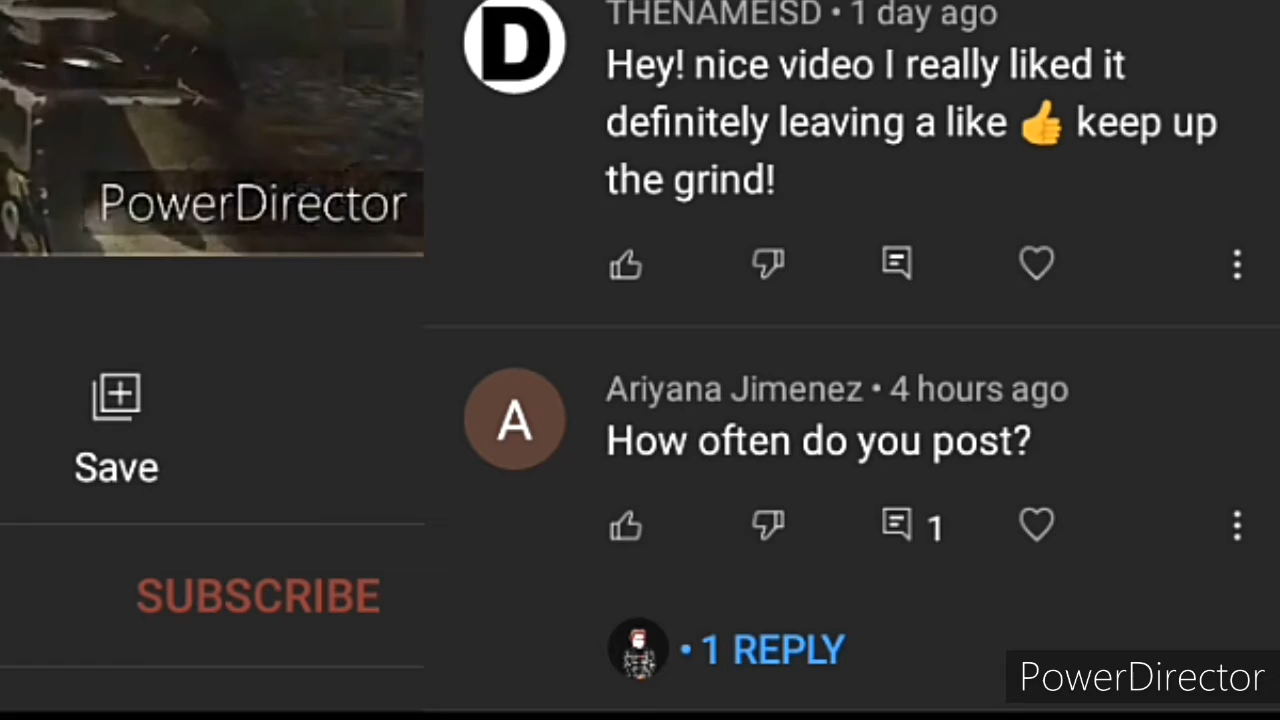 THENAMEISD • 1 day ago
D
Hey! nice video I really liked it
definitely leaving a like 👍 keep up
the grind!
PowerDirector
Ariyana Jimenez • 4 hours ago
A
How often do you post?
Save
1
SUBSCRIBE
• 1 REPLY
PowerDirector